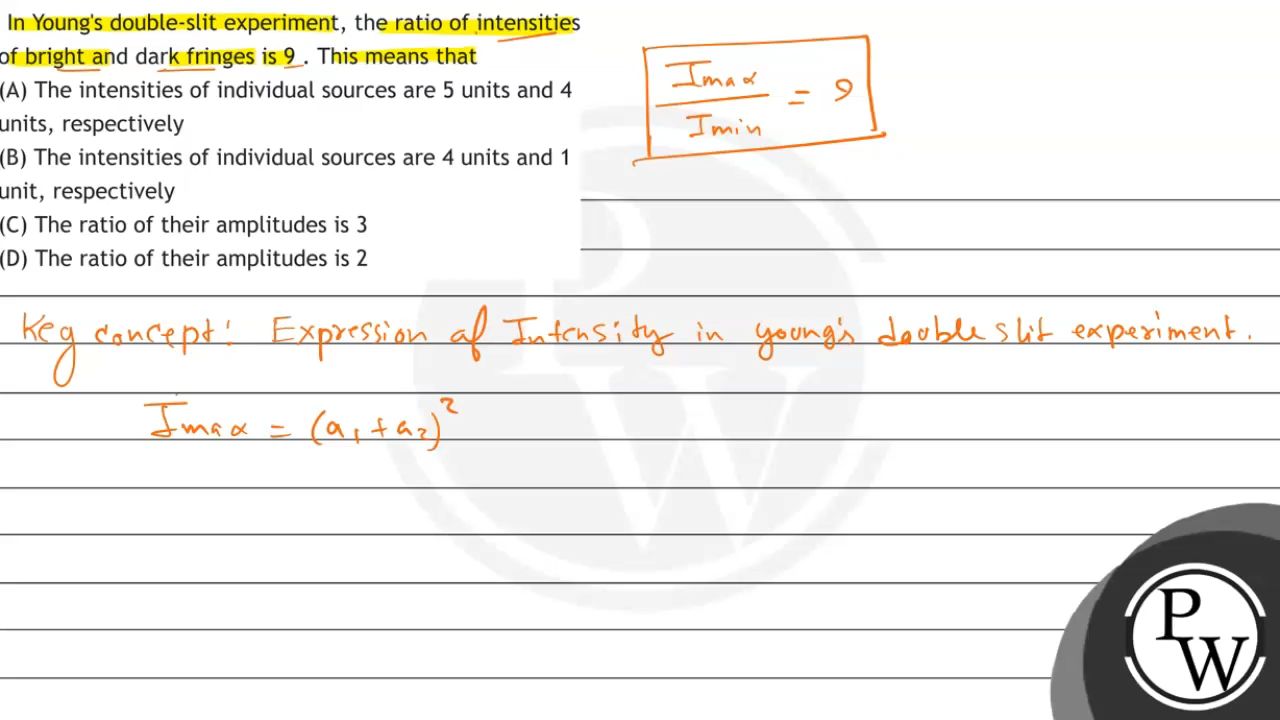 In Young's double-slit experiment, the ratio of intensities
of bright and dark fringes is 9 . This means that
(A) The intensities of individual sources are 5 units and 4
units, respectively
(B) The intensities of individual sources are 4 units and 1
unit, respectively
(C) The ratio of their amplitudes is 3
(D) The ratio of their amplitudes is 2
Imax / Imin = 9
Key concept: Expression of Intensity in young's double slit experiment.
Imax = (a₁ + a₂)²
P
W
PW